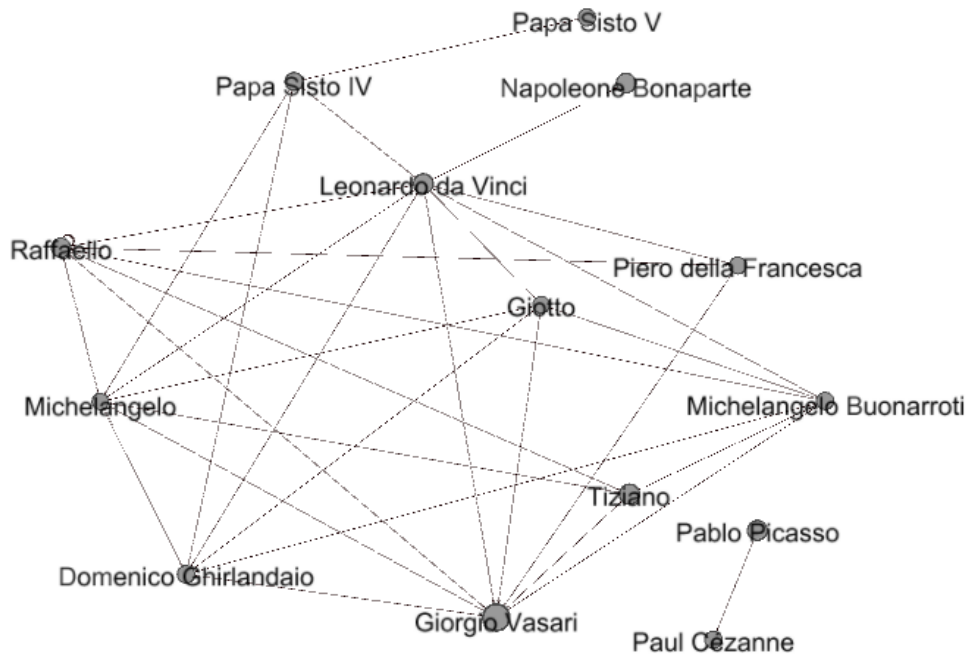 Papa Sisto V
Papa Sisto IV
Napoleone Bonaparte
Leonardo da Vinci
Raffaello
Piero della Francesca
Giotto
Michelangelo
Michelangelo Buonarroti
Tiziano
Pablo Picasso
Domenico Ghirlandaio
Giorgio Vasari
Paul Cezanne